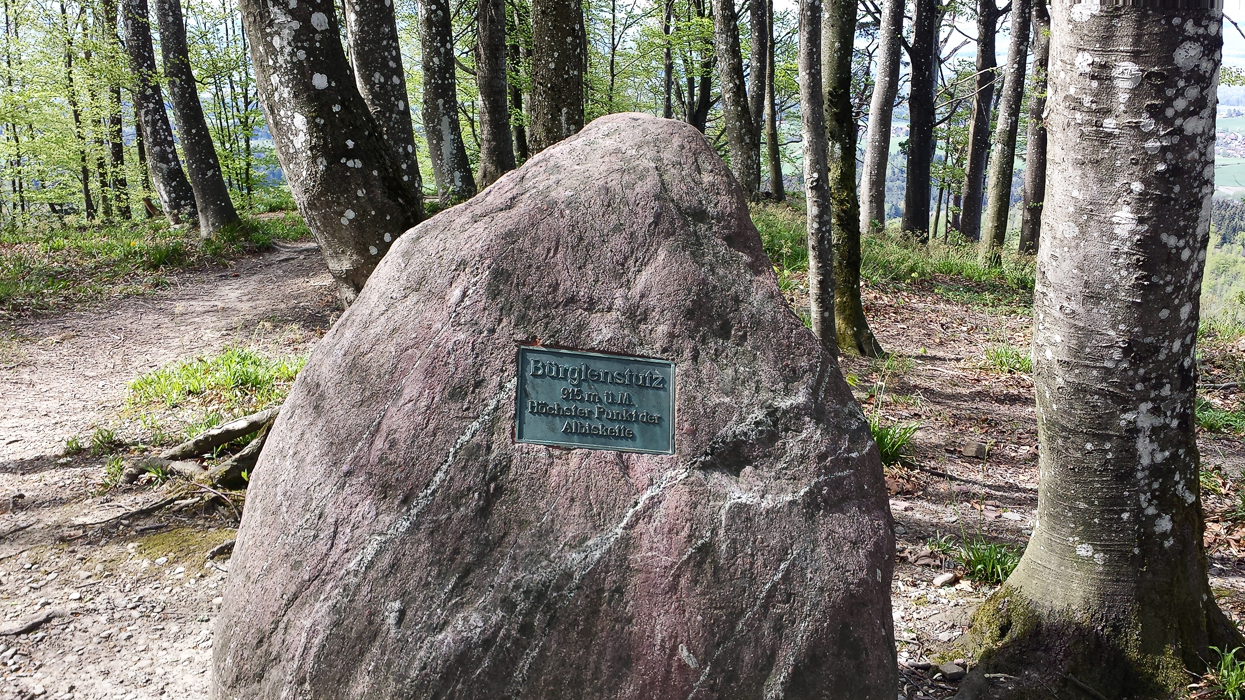 Bürglenstutz
915 m. ü.M.
Höchster Punkt der
Albiskette